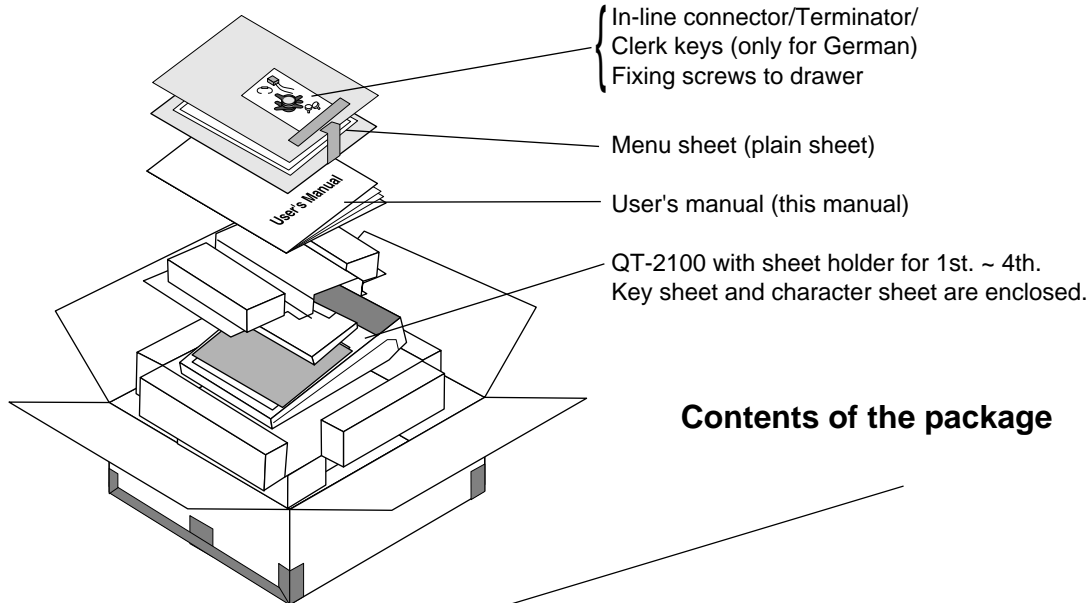 In-line connector/Terminator/
Clerk keys (only for German)
Fixing screws to drawer
Menu sheet (plain sheet)
User's Manual
User's manual (this manual)
QT-2100 with sheet holder for 1st. ~ 4th.
Key sheet and character sheet are enclosed.
Contents of the package